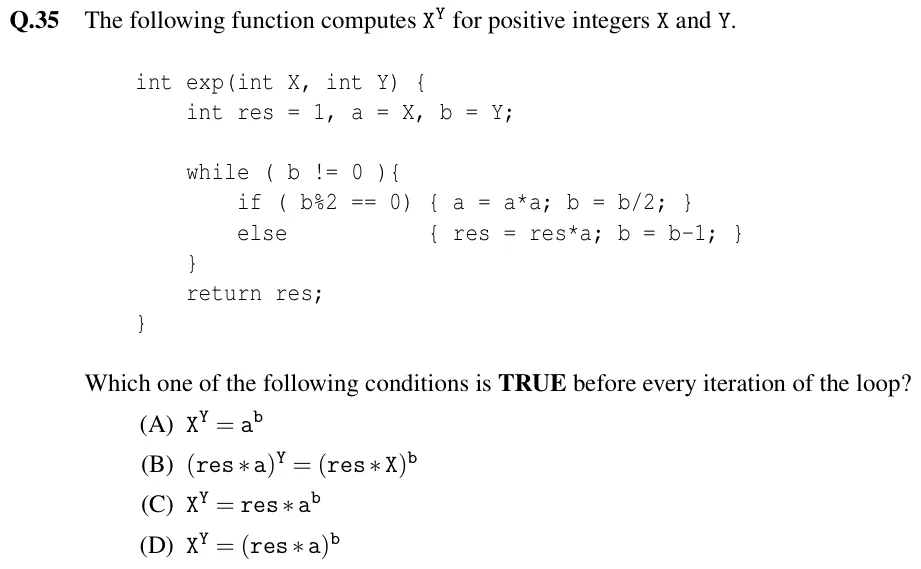 Q.35 The following function computes X^Y for positive integers X and Y.
int exp(int X, int Y) {
int res = 1, a = X, b = Y;
while ( b != 0 ){
if ( b%2 == 0) { a = a*a; b = b/2; }
else { res = res*a; b = b-1; }
}
return res;
}
Which one of the following conditions is TRUE before every iteration of the loop?
(A) X^Y = a^b
(B) (res * a)^Y = (res * X)^b
(C) X^Y = res * a^b
(D) X^Y = (res * a)^b